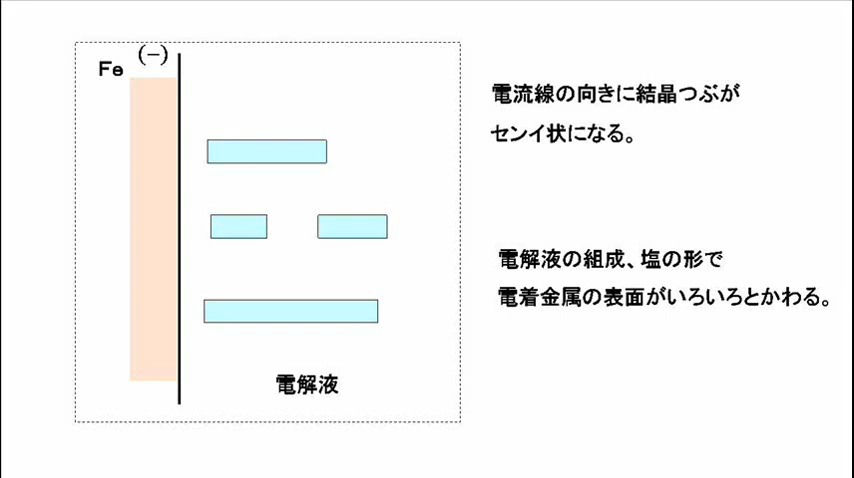 (−)
Fe
電流線の向きに結晶つぶが
センイ状になる。
電解液の組成、塩の形で
電着金属の表面がいろいろとかわる。
電解液